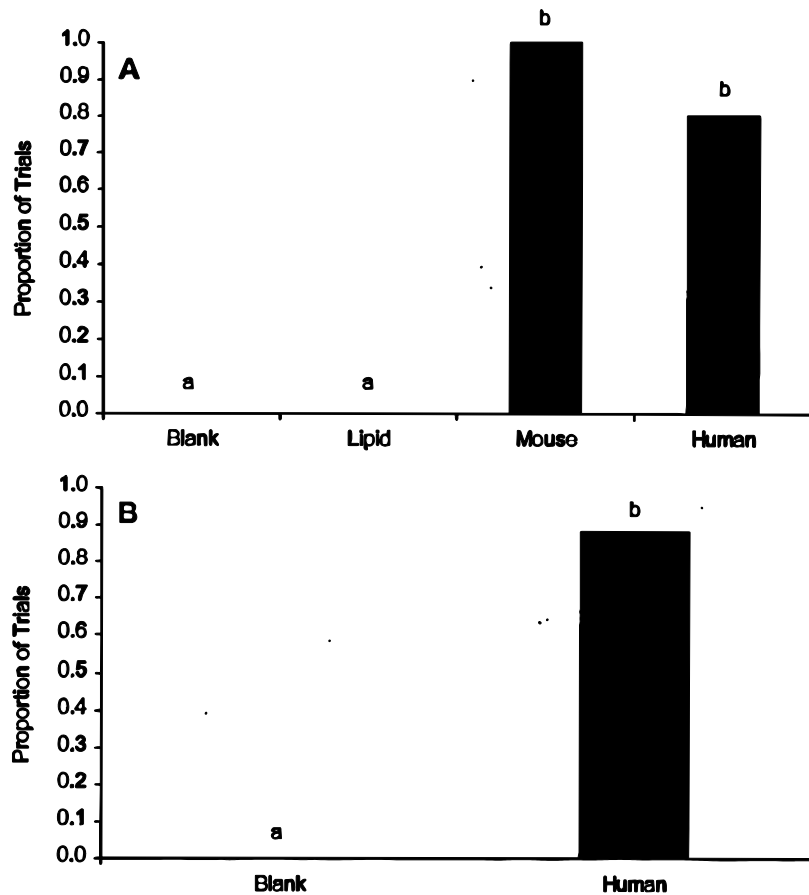 A
Proportion of Trials
1.0
0.9
0.8
0.7
0.6
0.5
0.4
0.3
0.2
0.1
0.0
a
a
b
b
Blank Lipid Mouse Human
B
Proportion of Trials
1.0
0.9
0.8
0.7
0.6
0.5
0.4
0.3
0.2
0.1
0.0
a
b
Blank Human